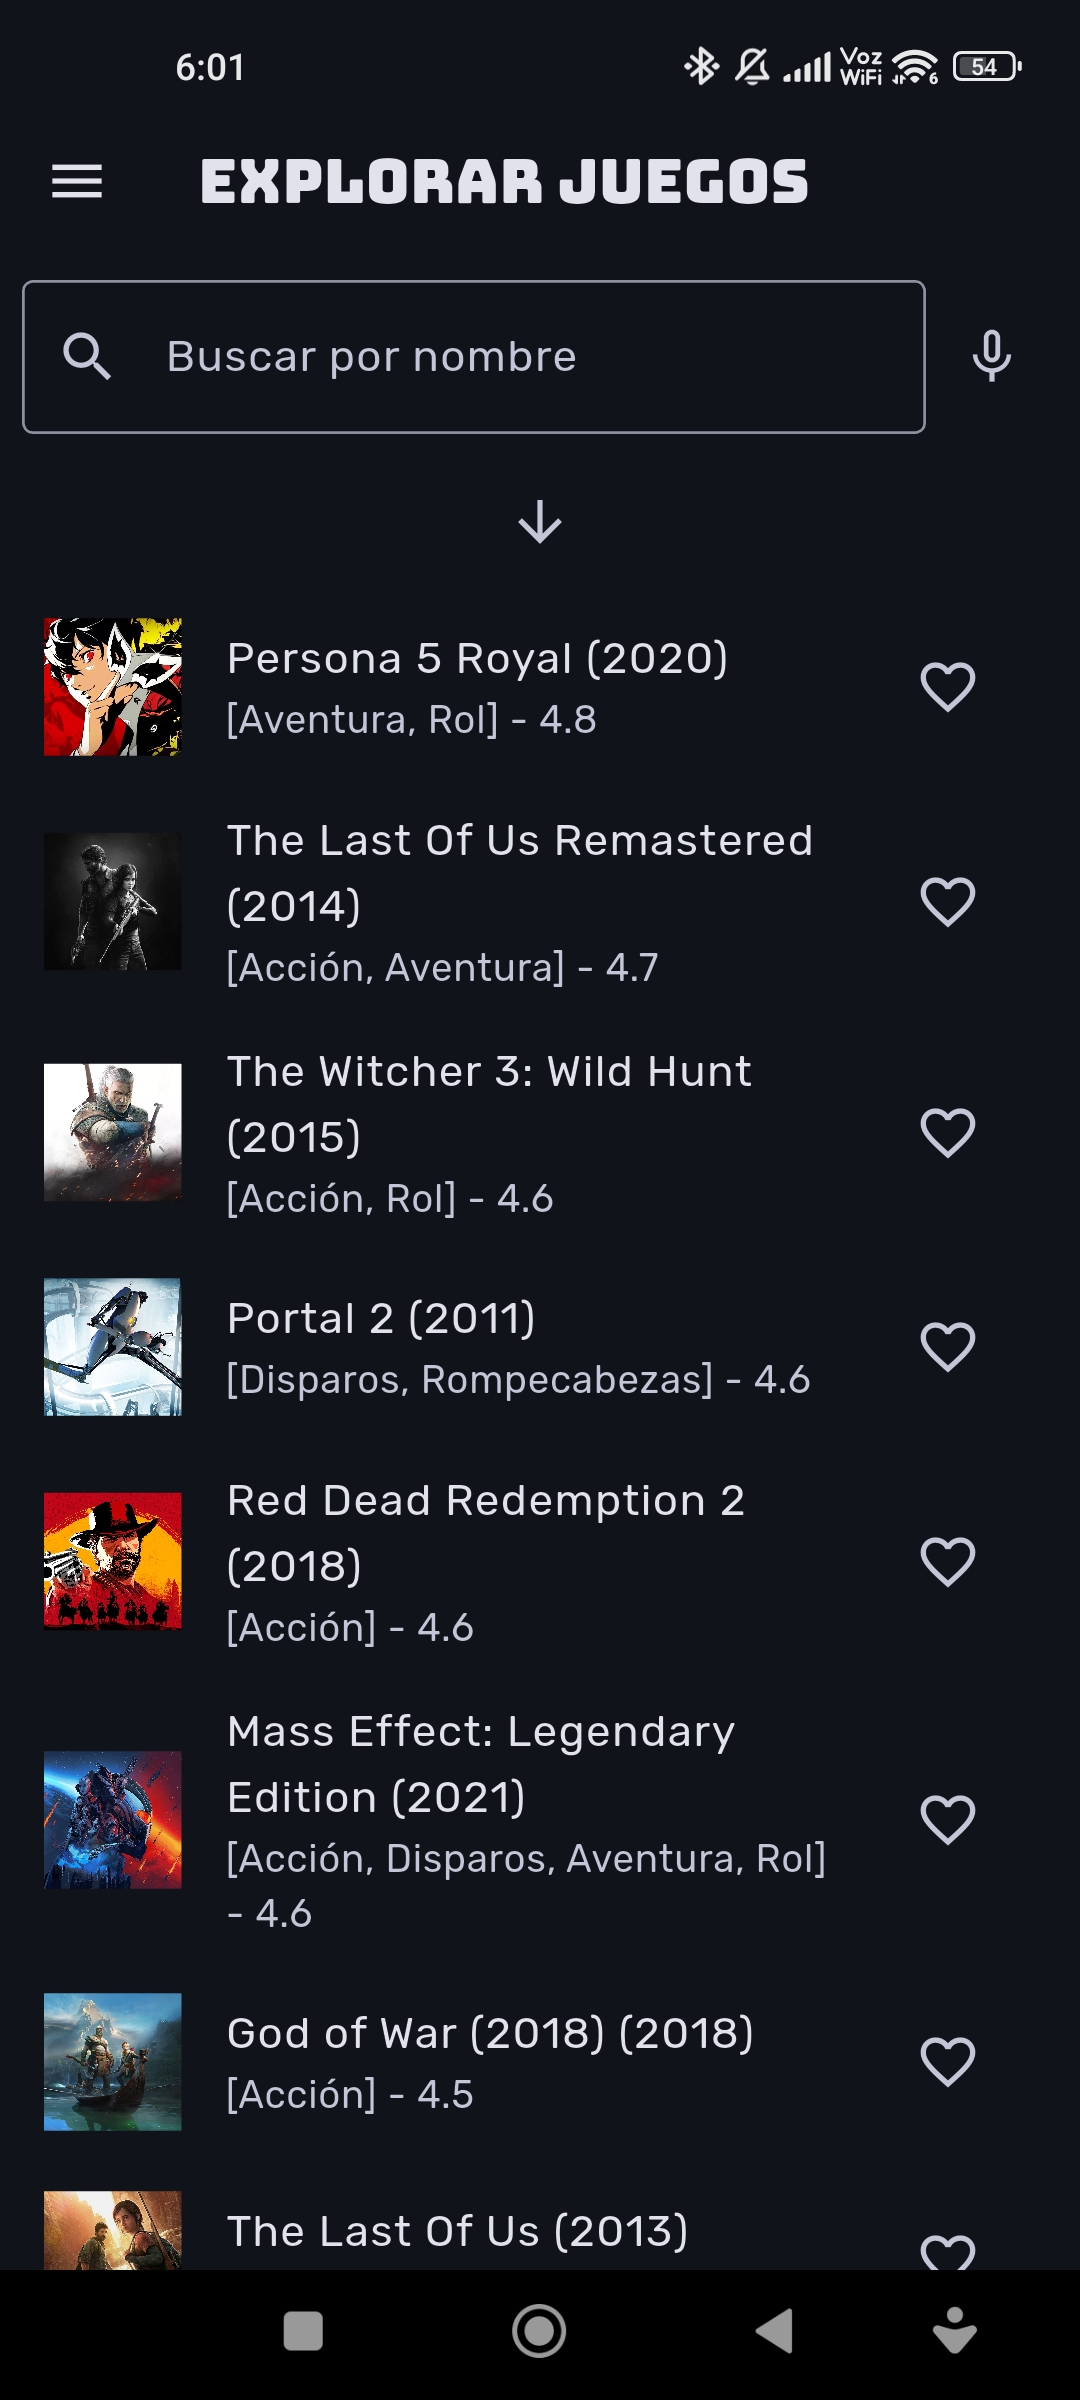 6:01
Voz
WiFi
6
54
EXPLORAR JUEGOS
Buscar por nombre
Persona 5 Royal (2020)
[Aventura, Rol] - 4.8
The Last Of Us Remastered
(2014)
[Acción, Aventura] - 4.7
The Witcher 3: Wild Hunt
(2015)
[Acción, Rol] - 4.6
Portal 2 (2011)
[Disparos, Rompecabezas] - 4.6
Red Dead Redemption 2
(2018)
[Acción] - 4.6
Mass Effect: Legendary
Edition (2021)
[Acción, Disparos, Aventura, Rol]
- 4.6
God of War (2018) (2018)
[Acción] - 4.5
The Last Of Us (2013)